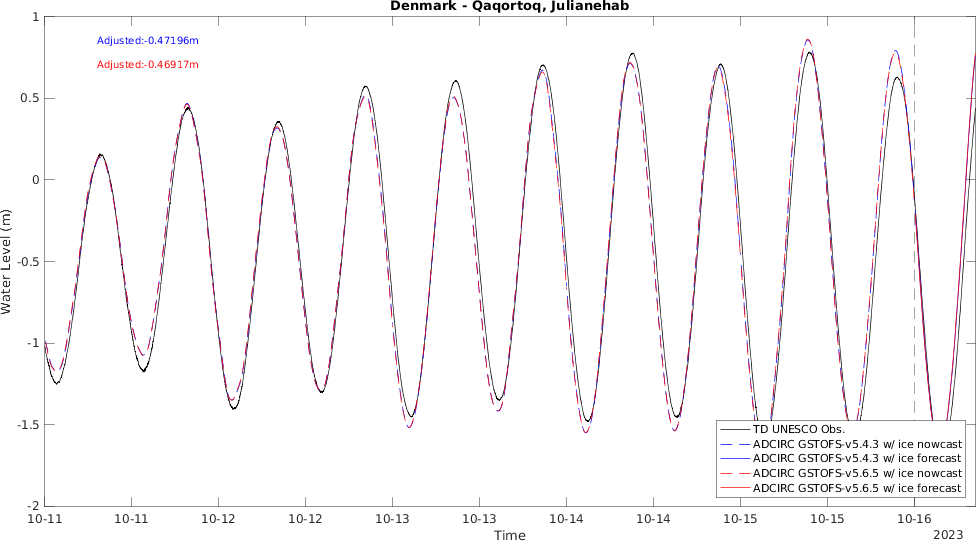 Denmark - Qaqortoq, Julianehab
Adjusted:-0.47196m
Adjusted:-0.46917m
1
0.5
0
-0.5
-1
-1.5
-2
Water Level (m)
TD UNESCO Obs.
ADCIRC GSTOFS-v5.4.3 w/ ice nowcast
ADCIRC GSTOFS-v5.4.3 w/ ice forecast
ADCIRC GSTOFS-v5.6.5 w/ ice nowcast
ADCIRC GSTOFS-v5.6.5 w/ ice forecast
10-11 10-11 10-12 10-12 10-13 10-13 10-14 10-14 10-15 10-15 10-16
Time
2023